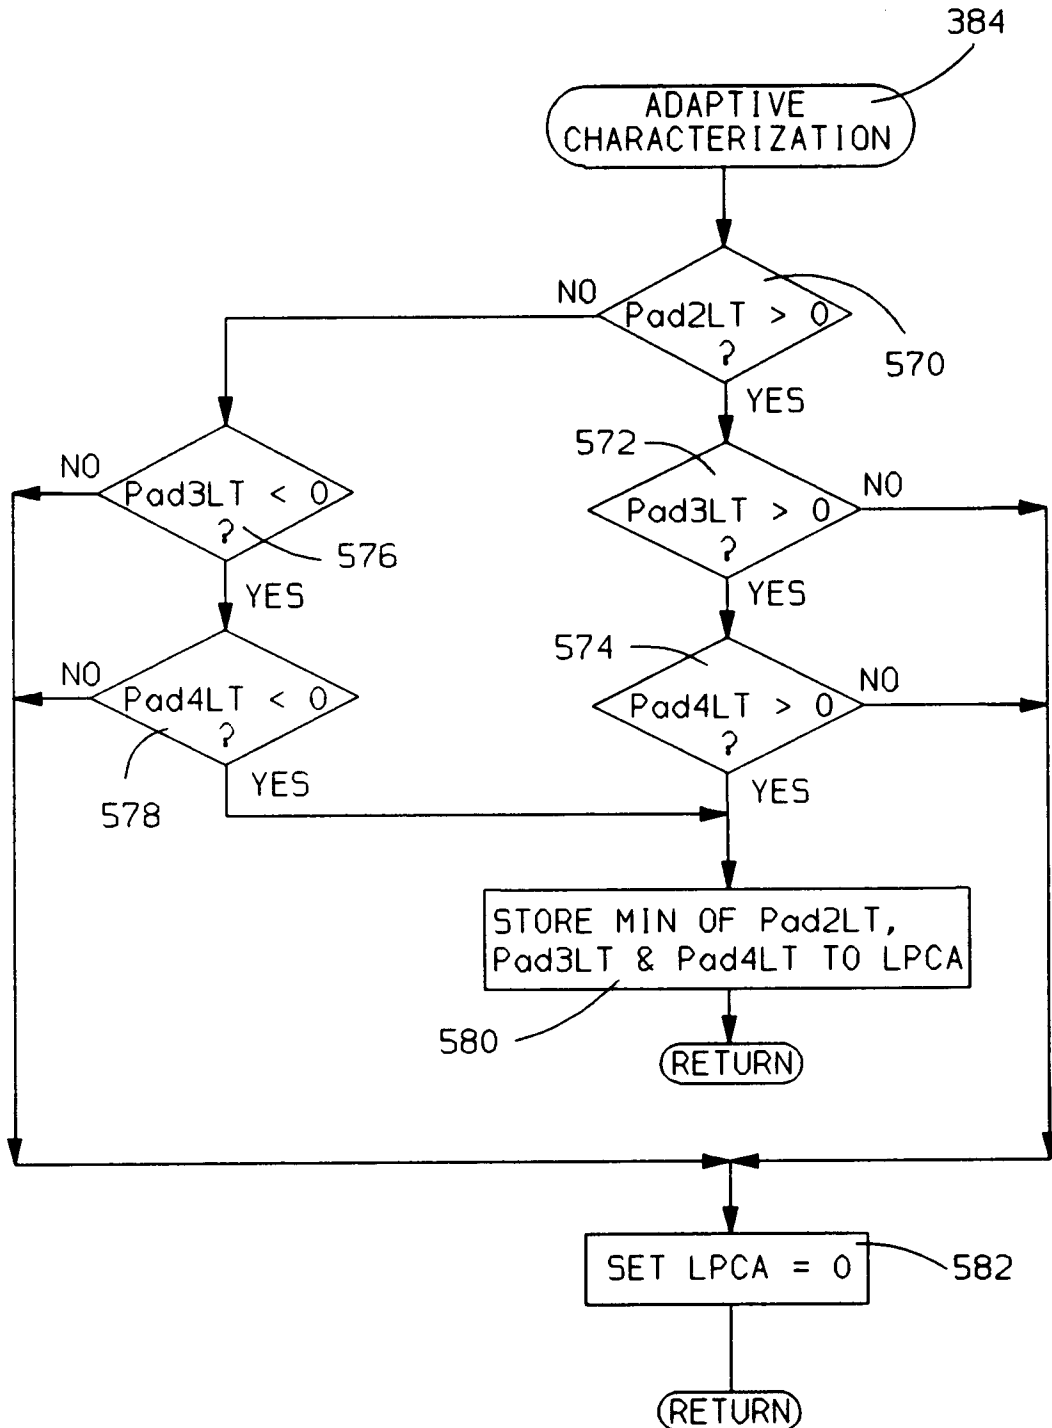 384
ADAPTIVE
CHARACTERIZATION
NO
Pad2LT > 0
?
570
YES
572
NO
Pad3LT < 0
?
576
YES
Pad3LT > 0
?
NO
YES
574
NO
Pad4LT < 0
?
578
YES
Pad4LT > 0
?
NO
YES
STORE MIN OF Pad2LT,
Pad3LT & Pad4LT TO LPCA
580
RETURN
SET LPCA = 0
582
RETURN